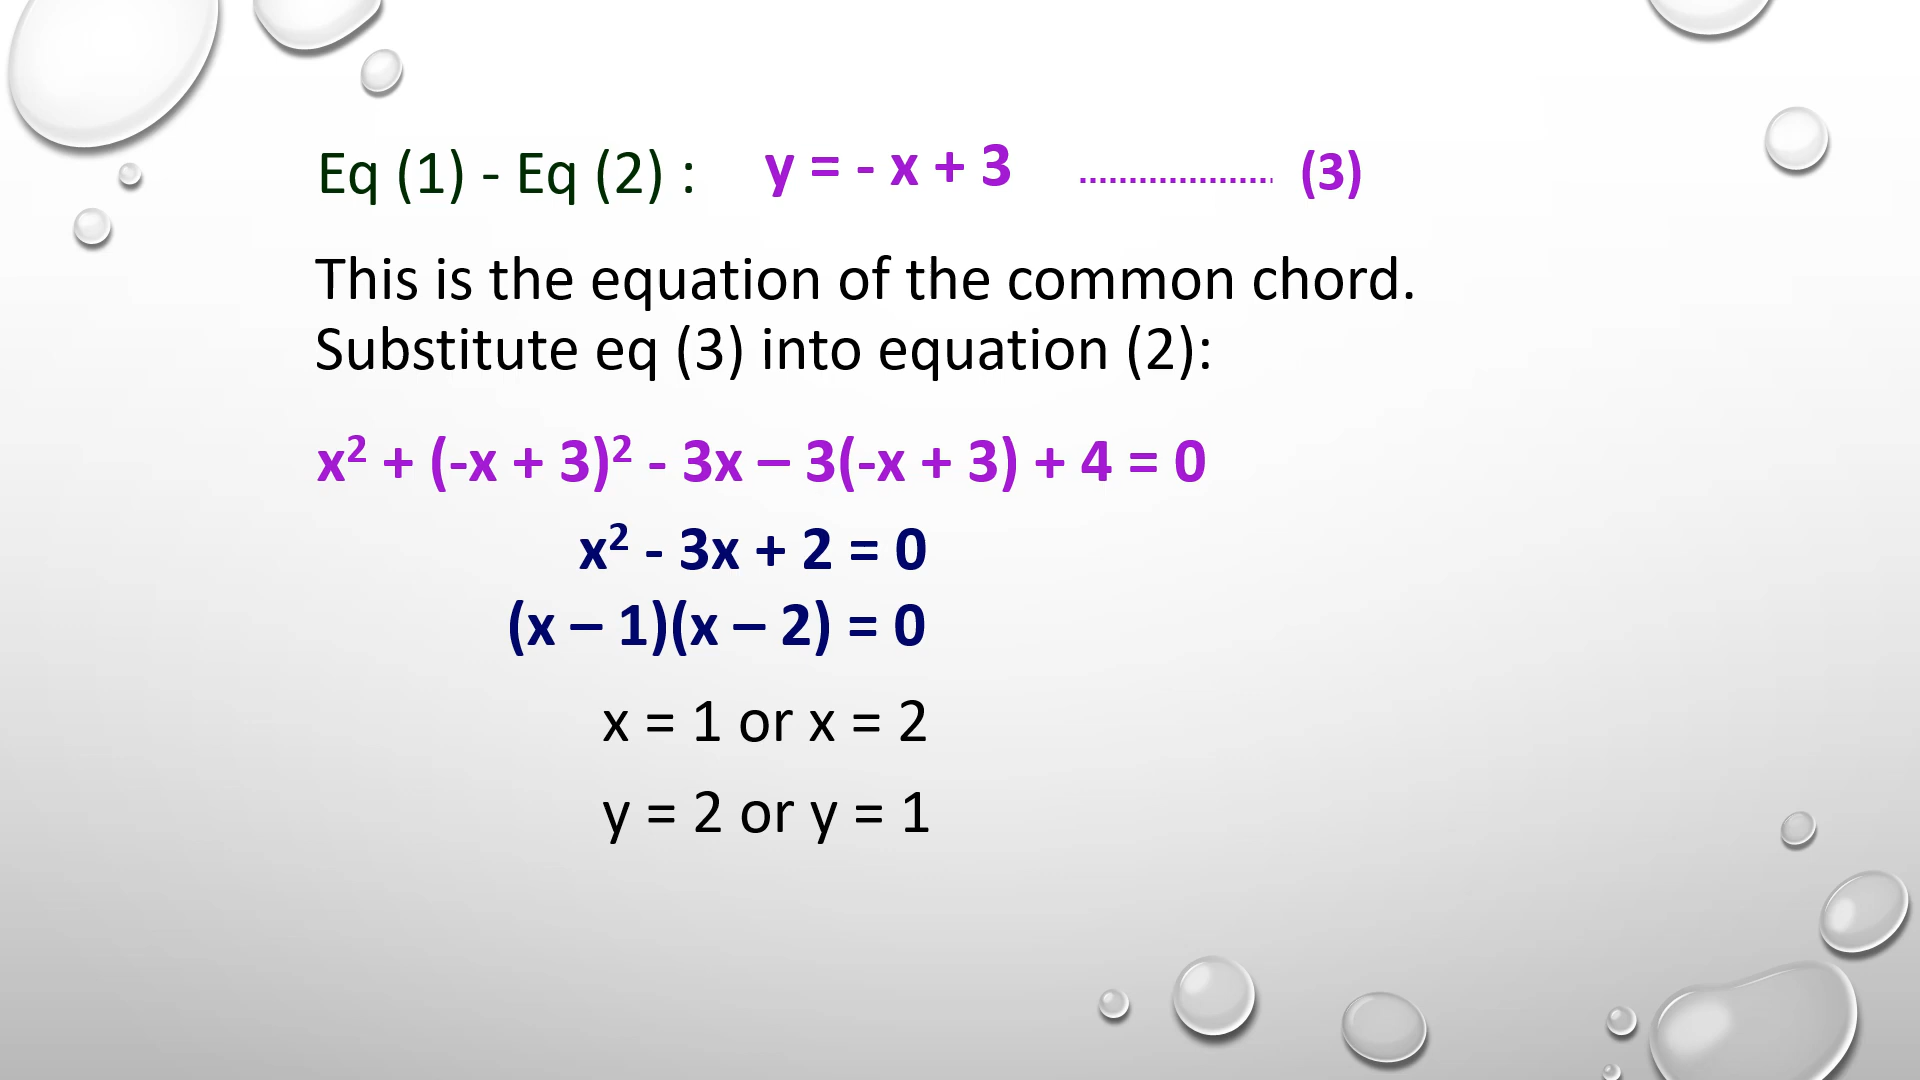 Eq (1) - Eq (2) : y = - x + 3 .................... (3)
This is the equation of the common chord.
Substitute eq (3) into equation (2):
x² + (-x + 3)² - 3x – 3(-x + 3) + 4 = 0
x² - 3x + 2 = 0
(x – 1)(x – 2) = 0
x = 1 or x = 2
y = 2 or y = 1